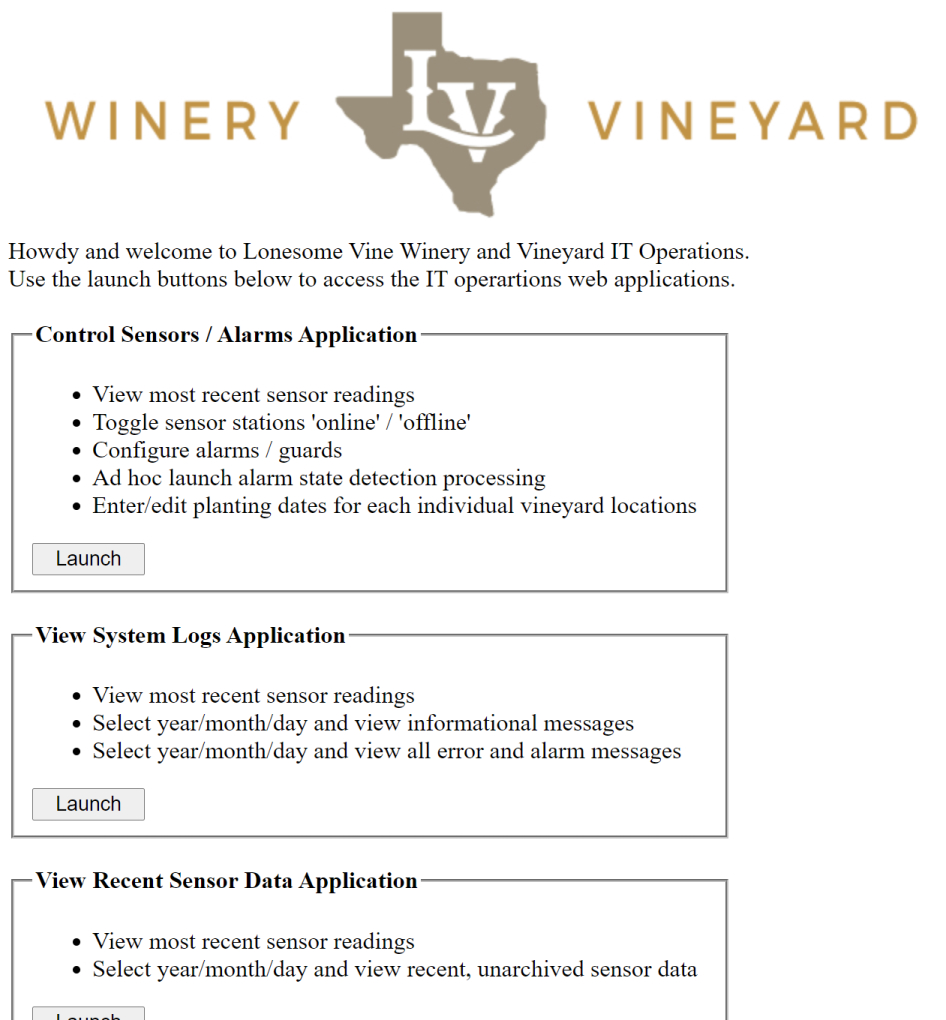 WINERY LV VINEYARD
Howdy and welcome to Lonesome Vine Winery and Vineyard IT Operations.
Use the launch buttons below to access the IT operartions web applications.
Control Sensors / Alarms Application
• View most recent sensor readings
• Toggle sensor stations 'online' / 'offline'
• Configure alarms / guards
• Ad hoc launch alarm state detection processing
• Enter/edit planting dates for each individual vineyard locations
Launch
View System Logs Application
• View most recent sensor readings
• Select year/month/day and view informational messages
• Select year/month/day and view all error and alarm messages
Launch
View Recent Sensor Data Application
• View most recent sensor readings
• Select year/month/day and view recent, unarchived sensor data
Launch